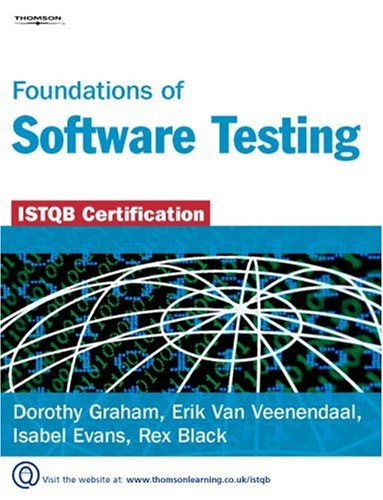 THOMSON
Foundations of
Software Testing
ISTQB Certification
Dorothy Graham, Erik Van Veenendaal,
Isabel Evans, Rex Black
Visit the website at: www.thomsonlearning.co.uk/istqb